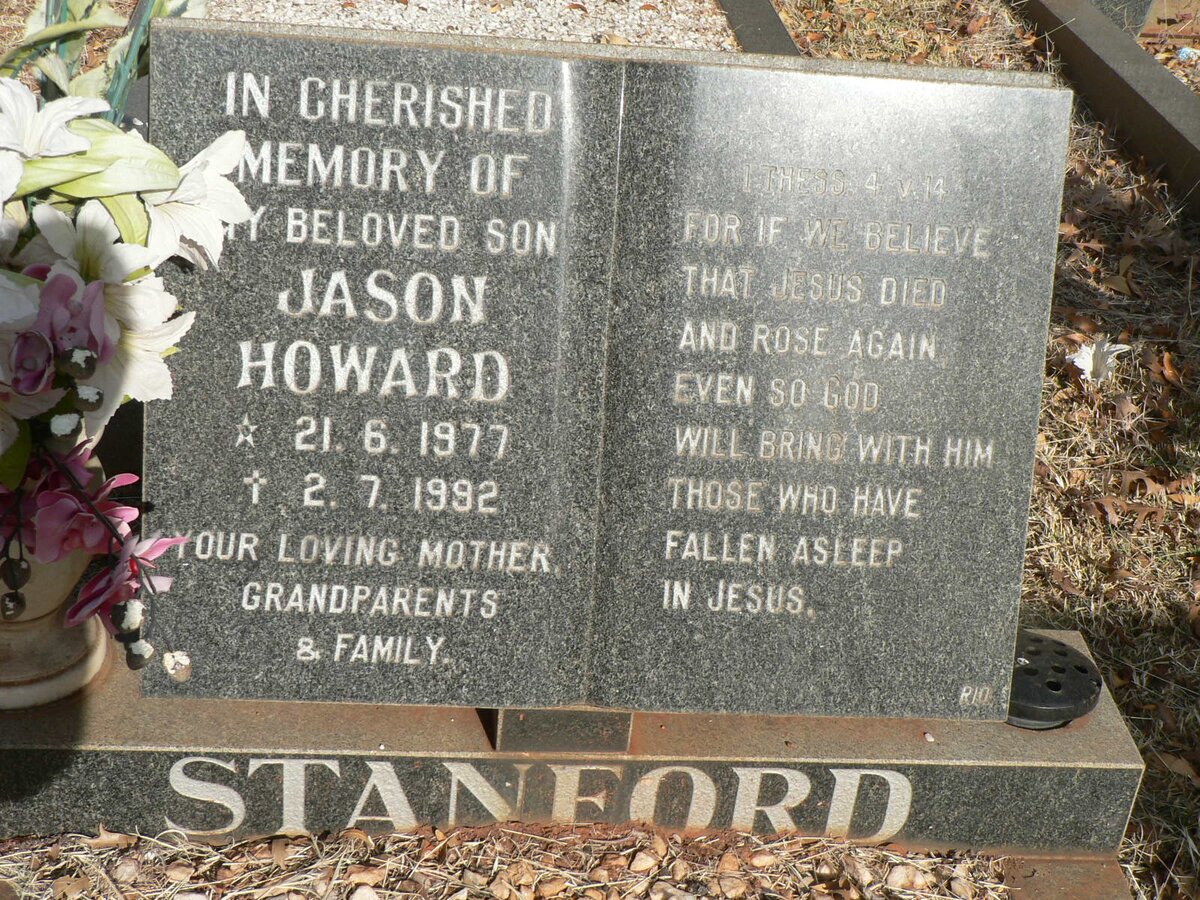 IN CHERISHED
MEMORY OF
MY BELOVED SON
JASON
HOWARD
☆ 21. 6. 1977
✝ 2. 7. 1992
YOUR LOVING MOTHER,
GRANDPARENTS
& FAMILY.
I THESS. 4 v. 14
FOR IF WE BELIEVE
THAT JESUS DIED
AND ROSE AGAIN,
EVEN SO GOD
WILL BRING WITH HIM
THOSE WHO HAVE
FALLEN ASLEEP
IN JESUS.
RIO
STANFORD